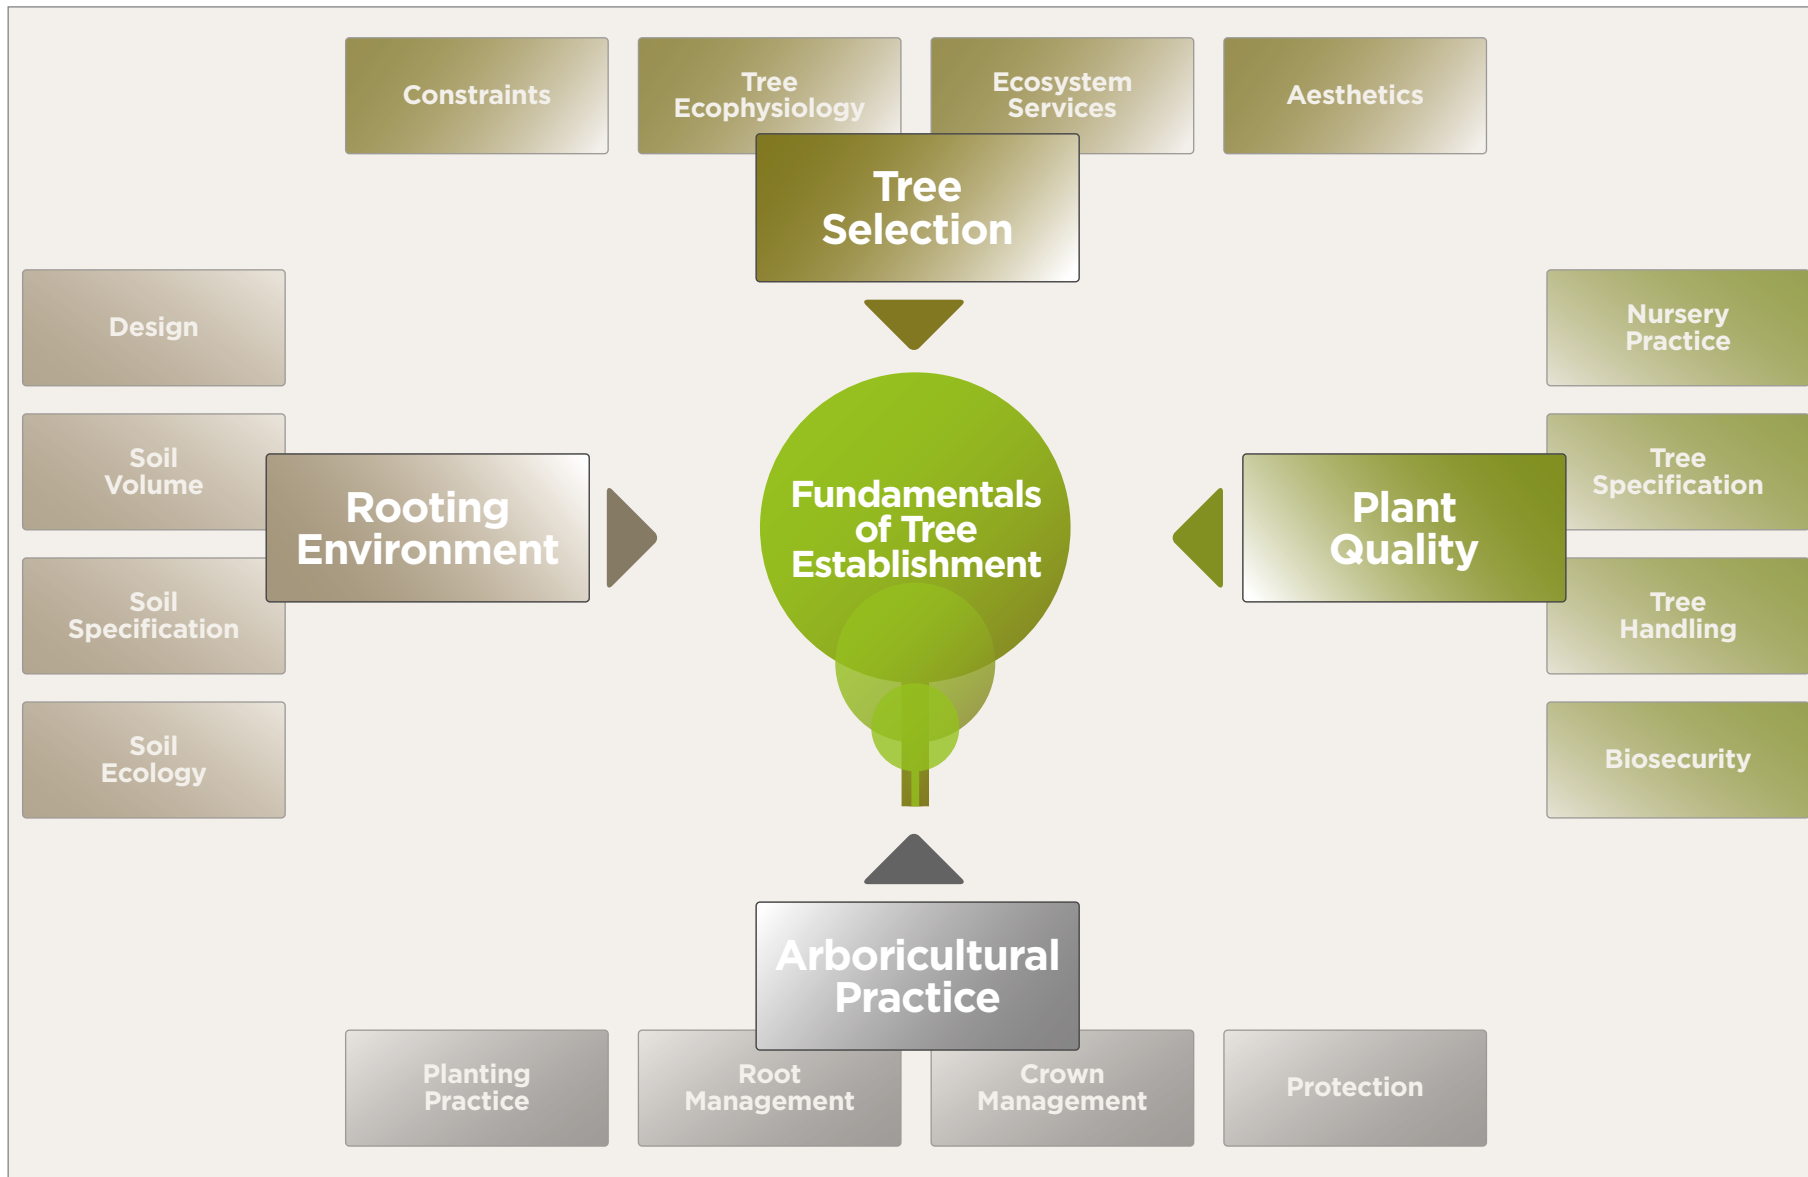 Constraints
Tree
Ecophysiology
Ecosystem
Services
Aesthetics
Tree
Selection
Design
Soil
Volume
Soil
Specification
Soil
Ecology
Rooting
Environment
Fundamentals
of Tree
Establishment
Plant
Quality
Nursery
Practice
Tree
Specification
Tree
Handling
Biosecurity
Arboricultural
Practice
Planting
Practice
Root
Management
Crown
Management
Protection